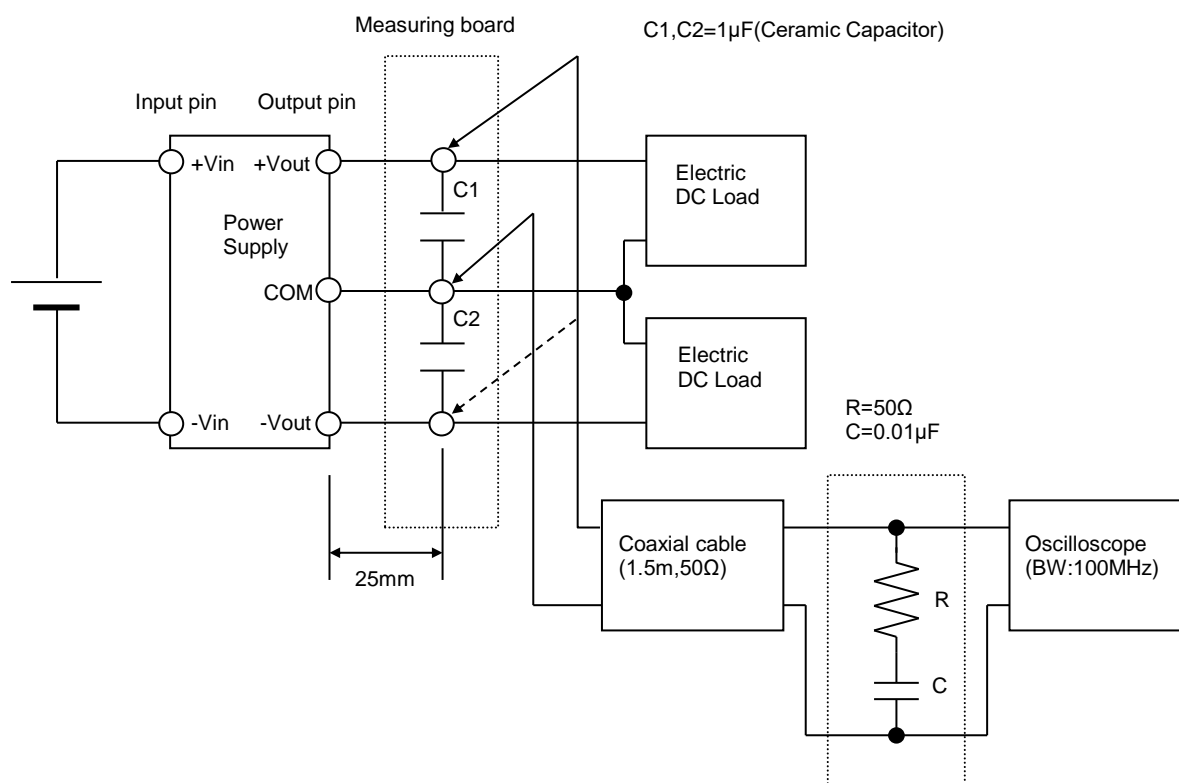 Measuring board
C1,C2=1µF(Ceramic Capacitor)
Input pin
Output pin
+Vin
+Vout
C1
Electric
DC Load
Power
Supply
COM
C2
Electric
DC Load
-Vin
-Vout
R=50Ω
C=0.01µF
25mm
Coaxial cable
(1.5m,50Ω)
R
C
Oscilloscope
(BW:100MHz)